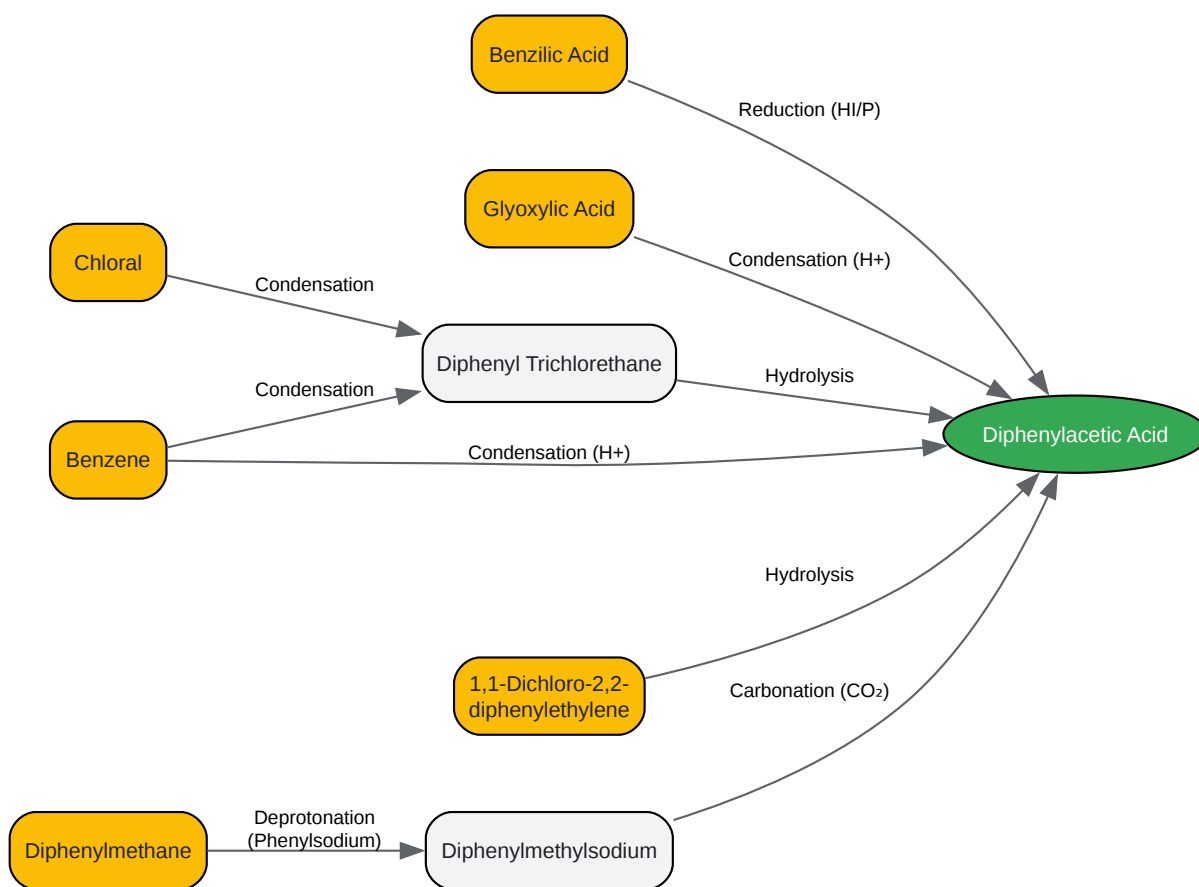 Benzilic Acid
Reduction (HI/P)
Glyoxylic Acid
Condensation (H+)
Chloral
Condensation
Diphenyl Trichlorethane
Hydrolysis
Condensation
Benzene
Condensation (H+)
Diphenylacetic Acid
Hydrolysis
1,1-Dichloro-2,2-
diphenylethylene
Carbonation (CO₂)
Diphenylmethane
Deprotonation
(Phenylsodium)
Diphenylmethylsodium